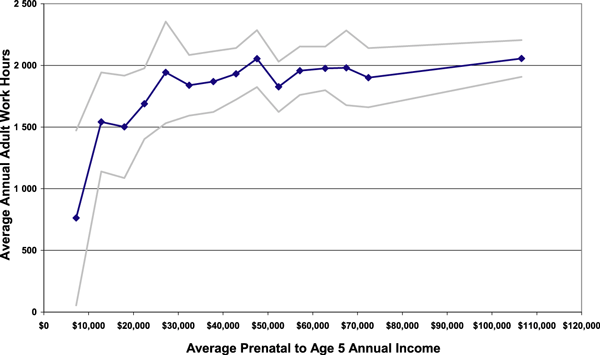 Average Annual Adult Work Hours
2 500
2 000
1 500
1 000
500
0
$0 $10,000 $20,000 $30,000 $40,000 $50,000 $60,000 $70,000 $80,000 $90,000 $100,000 $110,000 $120,000
Average Prenatal to Age 5 Annual Income